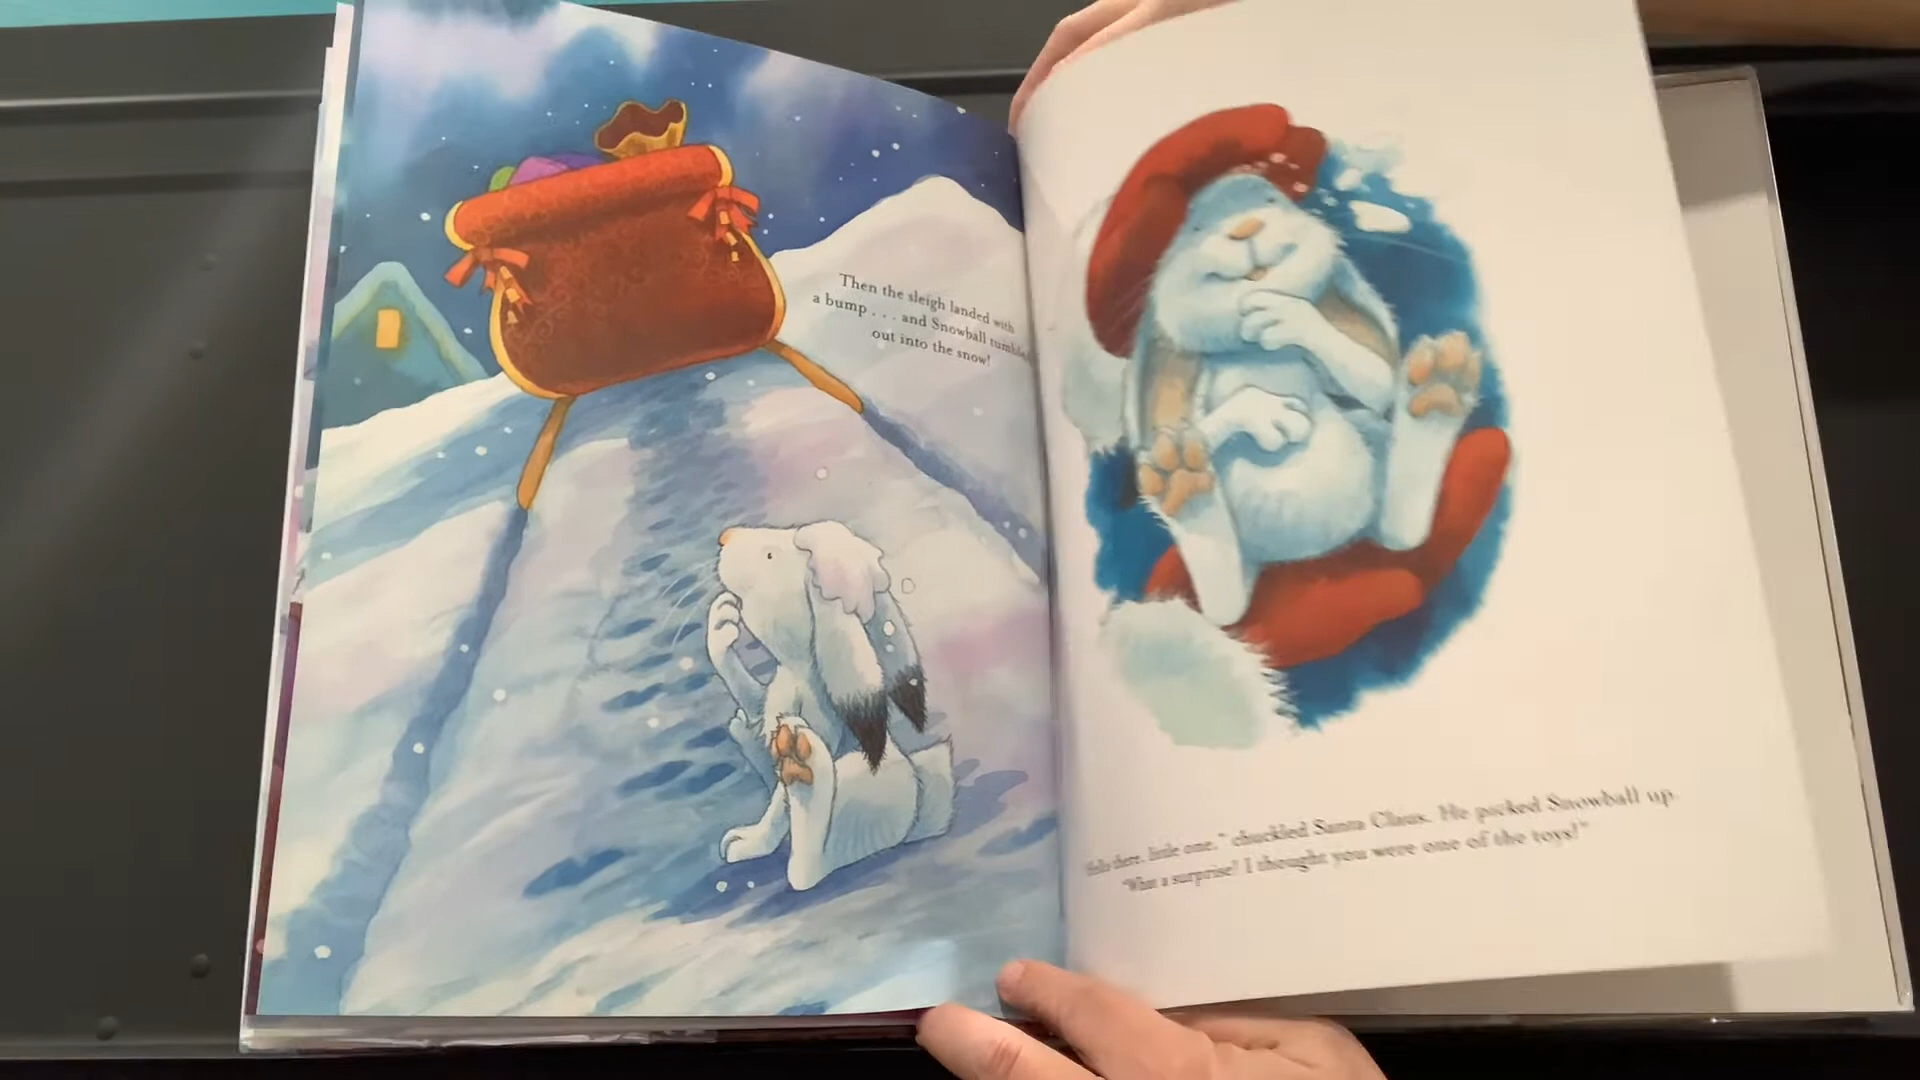 Then the sleigh landed with
a bump . . . and Snowball tumbled
out into the snow!
"Hello there, little one," chuckled Santa Claus. He picked Snowball up.
"What a surprise! I thought you were one of the toys!"